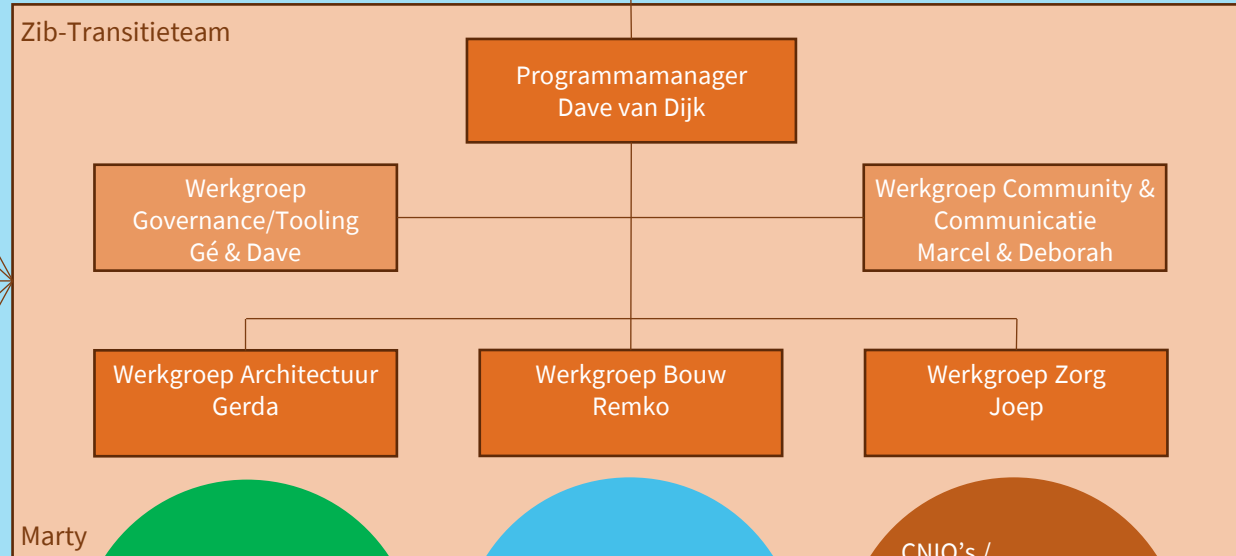 Zib-Transitieteam
Programmamanager
Dave van Dijk
Werkgroep
Governance/Tooling
Gé & Dave
Werkgroep Community &
Communicatie
Marcel & Deborah
Werkgroep Architectuur
Gerda
Werkgroep Bouw
Remko
Werkgroep Zorg
Joep
Marty
CNIO's /